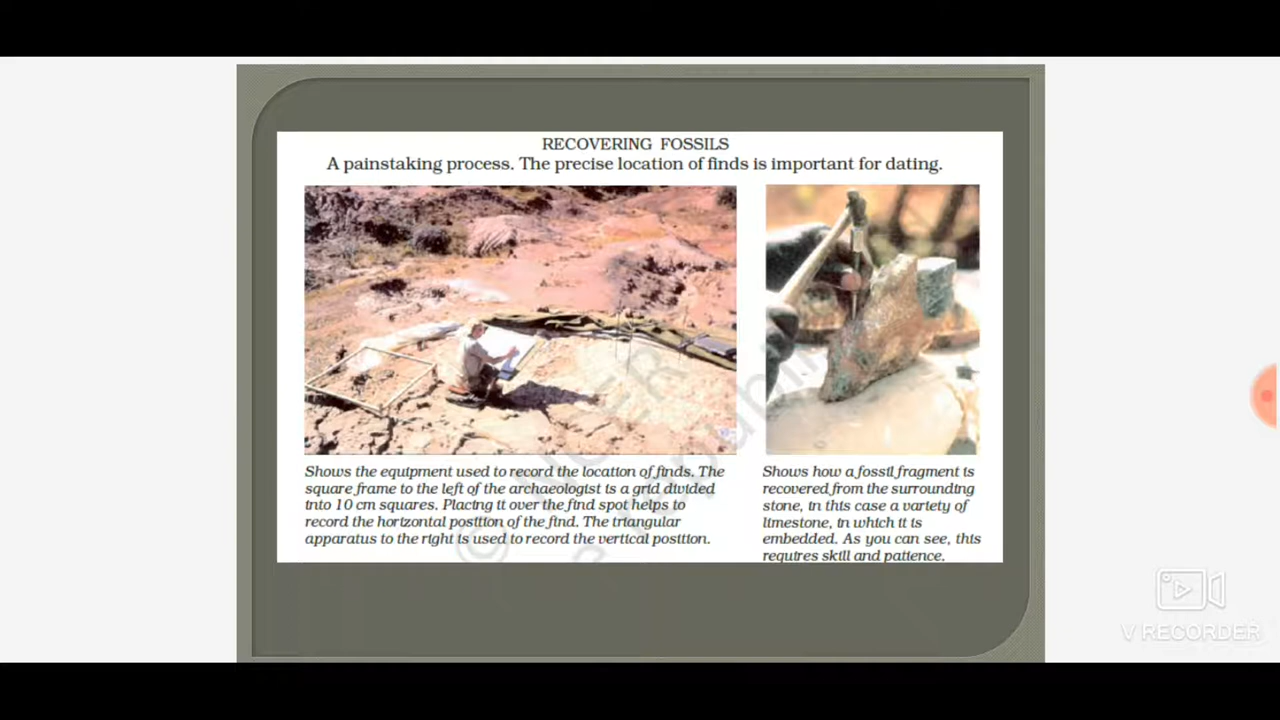 RECOVERING FOSSILS
A painstaking process. The precise location of finds is important for dating.
Shows the equipment used to record the location of finds. The
square frame to the left of the archaeologist is a grid divided
into 10 cm squares. Placing it over the find spot helps to
record the horizontal position of the find. The triangular
apparatus to the right is used to record the vertical position.
Shows how a fossil fragment is
recovered from the surrounding
stone, in this case a variety of
limestone, in which it is
embedded. As you can see, this
requires skill and patience.
V RECORDER